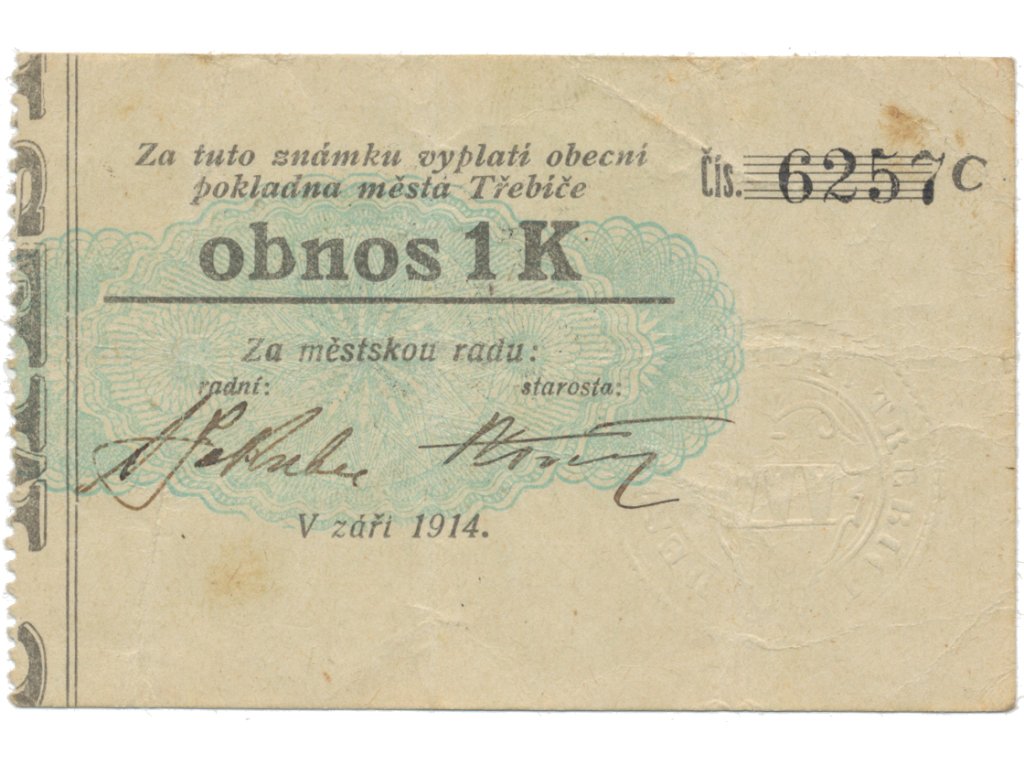 Za tuto známku vyplatí obecní
pokladna města Třebíče
Čís. 6257 C
obnos 1 K
Za městskou radu:
radní: starosta:
V září 1914.